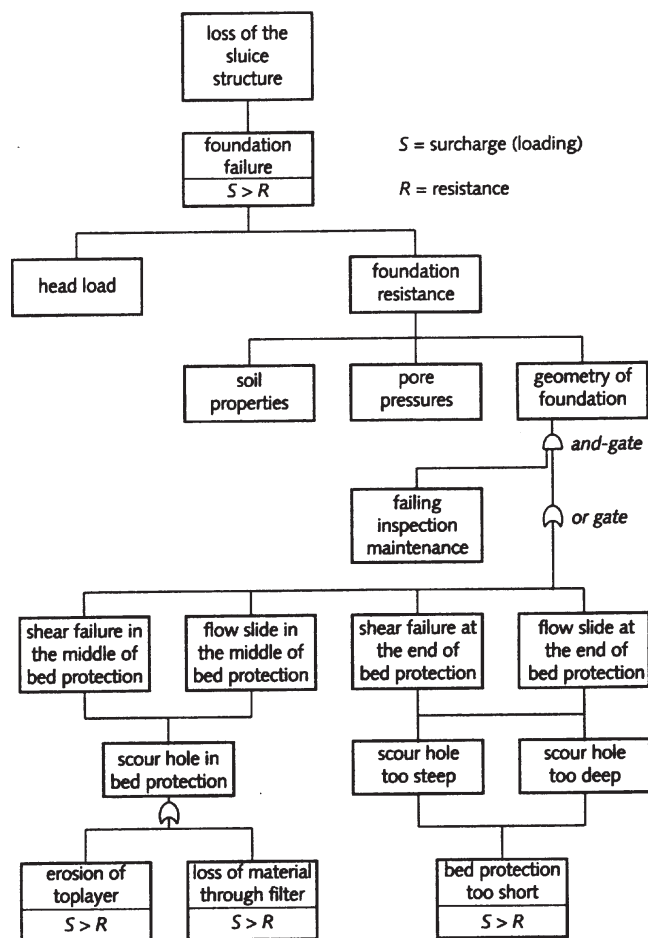 loss of the
sluice
structure
foundation
failure
S > R
S = surcharge (loading)
R = resistance
head load
foundation
resistance
soil
properties
pore
pressures
geometry of
foundation
and-gate
failing
inspection
maintenance
or gate
shear failure in
the middle of
bed protection
flow slide in
the middle of
bed protection
shear failure at
the end of
bed protection
flow slide at
the end of
bed protection
scour hole in
bed protection
scour hole
too steep
scour hole
too deep
erosion of
toplayer
S > R
loss of material
through filter
S > R
bed protection
too short
S > R